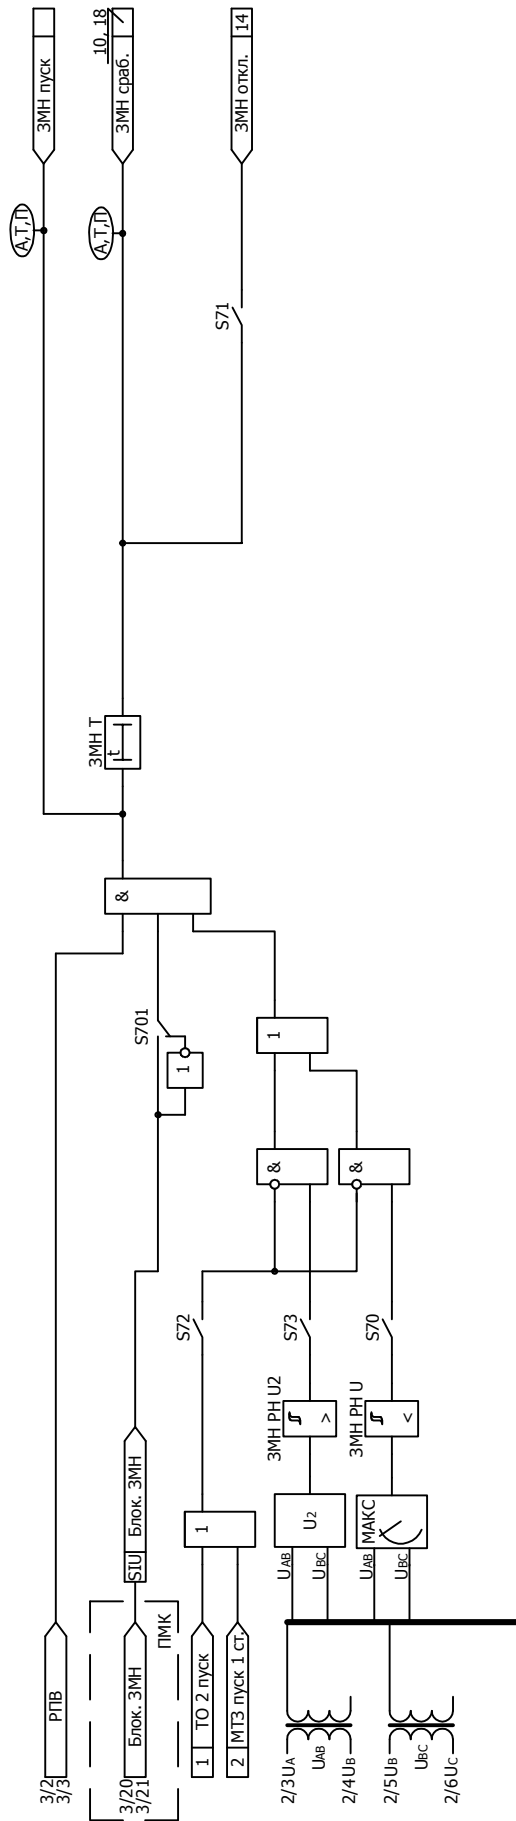 3/2
3/3
РПВ
3/20
3/21
Блок. ЗМН
ПМК
SIU
Блок. ЗМН
1
ТО 2 пуск
2
МТЗ пуск 1 ст.
1
S72
S701
1
2/3UA
UAB
2/4UB
2/5UB
UBC
2/6UC
UAB
UBC
U2
ЗМН РН U2
>
S73
UAB
UBC
МАКС
ЗМН РН U
<
S70
&
&
1
&
ЗМН Т
t
А,Т,П
ЗМН пуск
А,Т,П
ЗМН сраб.
10, 18
S71
ЗМН откл.
14